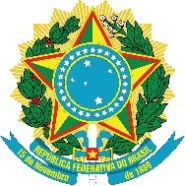 REPÚBLICA FEDERATIVA DO BRASIL
15 de Novembro
de 1889